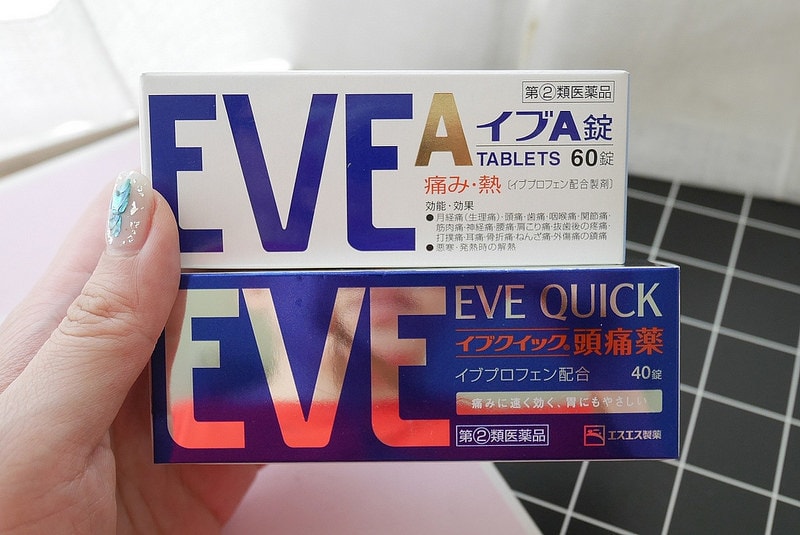 EVE A
第②類医薬品
イブA錠
TABLETS 60錠
痛み・熱 〔イブプロフェン配合製剤〕
効能・効果
●月経痛(生理痛)・頭痛・歯痛・咽喉痛・関節痛・
筋肉痛・神経痛・腰痛・肩こり痛・抜歯後の疼痛・
打撲痛・耳痛・骨折痛・ねんざ痛・外傷痛の鎮痛
●悪寒・発熱時の解熱
EVE
EVE QUICK
イブクイック®頭痛薬
イブプロフェン配合 40錠
痛みに速く効く、胃にもやさしい
第②類医薬品
エスエス製薬